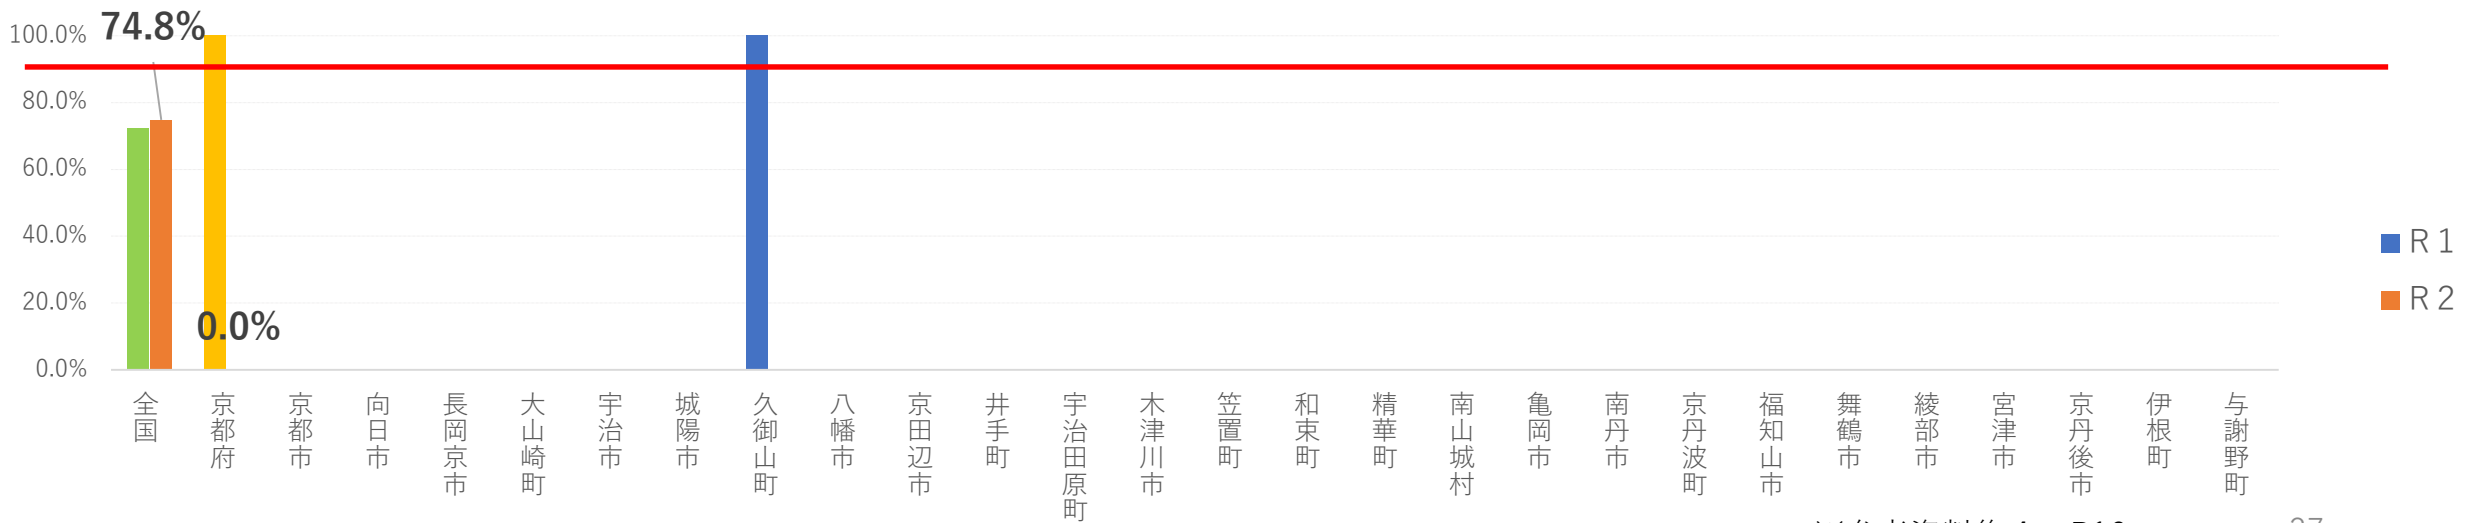 100.0%
74.8%
80.0%
60.0%
40.0%
20.0%
0.0%
0.0%
R 1
R 2
全国
京都府
京都市
向日市
長岡京市
大山崎町
宇治市
城陽市
久御山町
八幡市
京田辺市
井手町
宇治田原町
木津川市
笠置町
和束町
精華町
南山城村
亀岡市
南丹市
京丹波町
福知山市
舞鶴市
綾部市
宮津市
京丹後市
伊根町
与謝野町